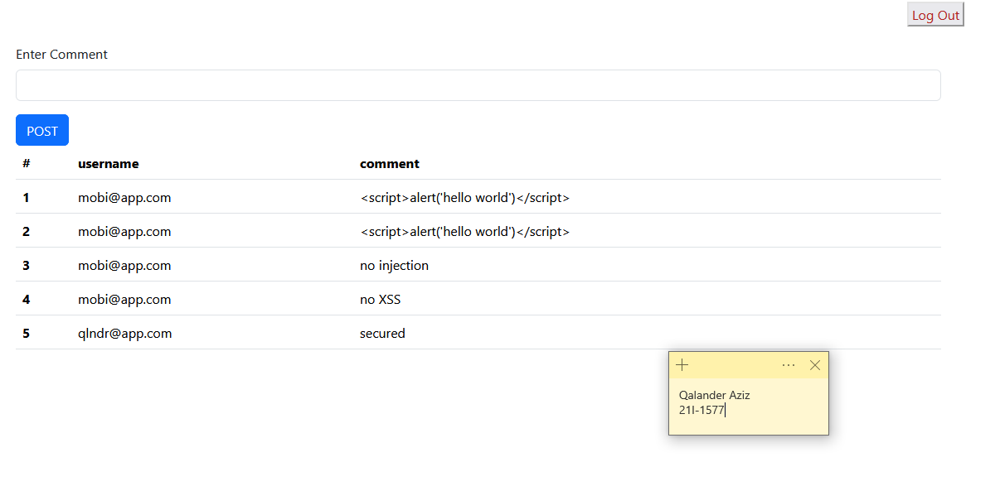 Log Out
Enter Comment
POST
# username comment
1 mobi@app.com <script>alert('hello world')</script>
2 mobi@app.com <script>alert('hello world')</script>
3 mobi@app.com no injection
4 mobi@app.com no XSS
5 qlndr@app.com secured
Qalander Aziz
21I-1577